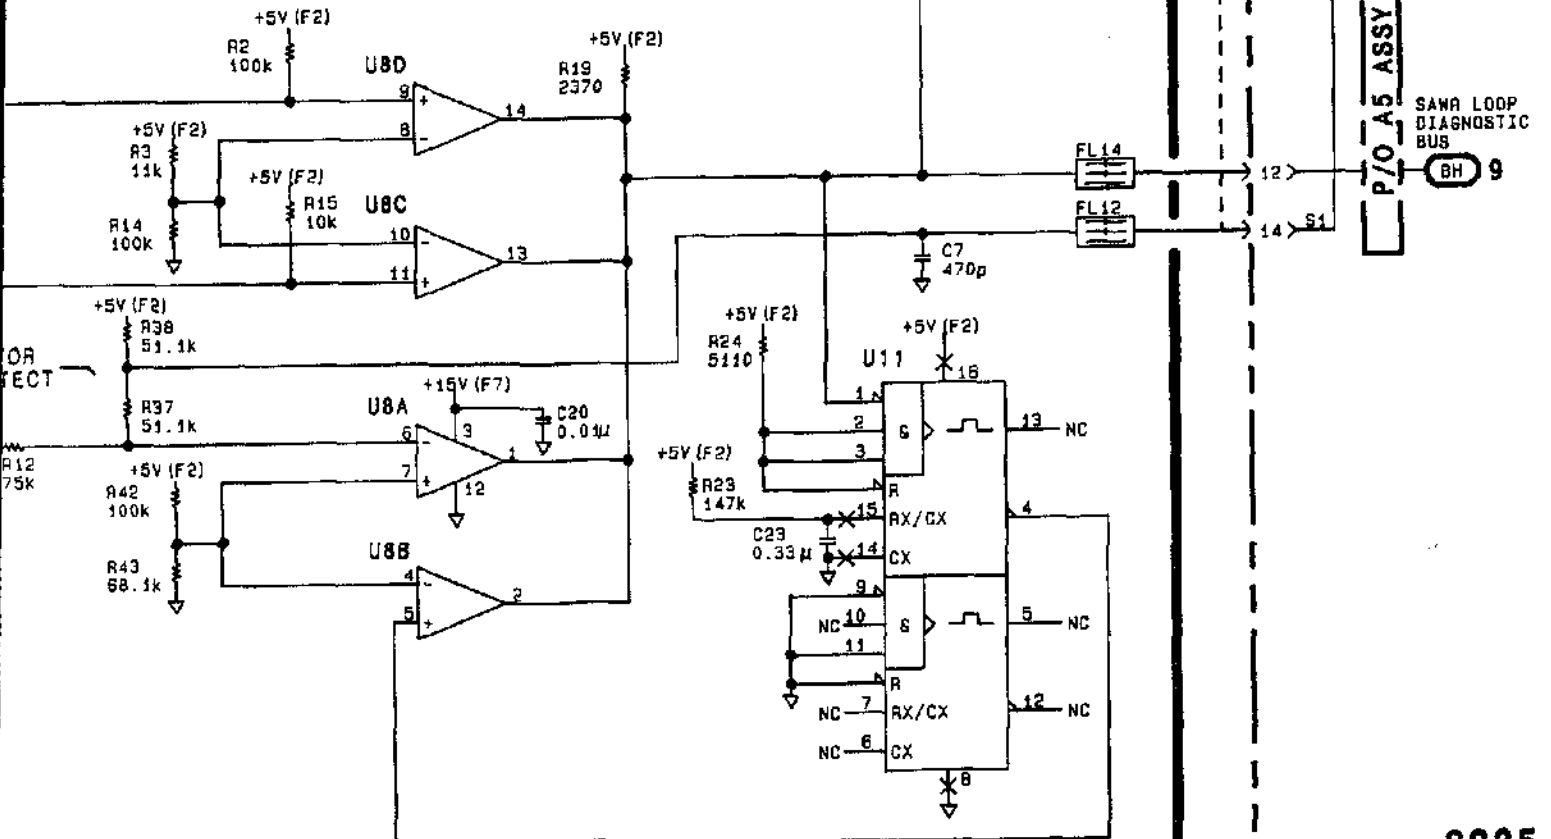 +5V (F2)
R2
100k
U8D
9
+
8
-
14
+5V (F2)
R19
2370
+5V (F2)
R3
11k
+5V (F2)
R15
10k
R14
100k
U8C
10
-
11
+
13
+5V (F2)
R38
51.1k
R37
51.1k
+15V (F7)
U8A
3
C20
0.01µ
6
-
7
+
1
12
R12
75k
+5V (F2)
R42
100k
R43
68.1k
U8B
4
-
5
+
2
FL14
12
FL12
14
S1
C7
470p
P/O A5 ASSY
SAWR LOOP
DIAGNOSTIC
BUS
BH
9
+5V (F2)
R24
5110
+5V (F2)
U11
16
1
2
&
3
R
13
NC
+5V (F2)
R23
147k
15
RX/CX
4
C23
0.33µ
14
CX
9
NC
10
&
5
NC
11
R
NC
7
RX/CX
12
NC
NC
6
CX
8